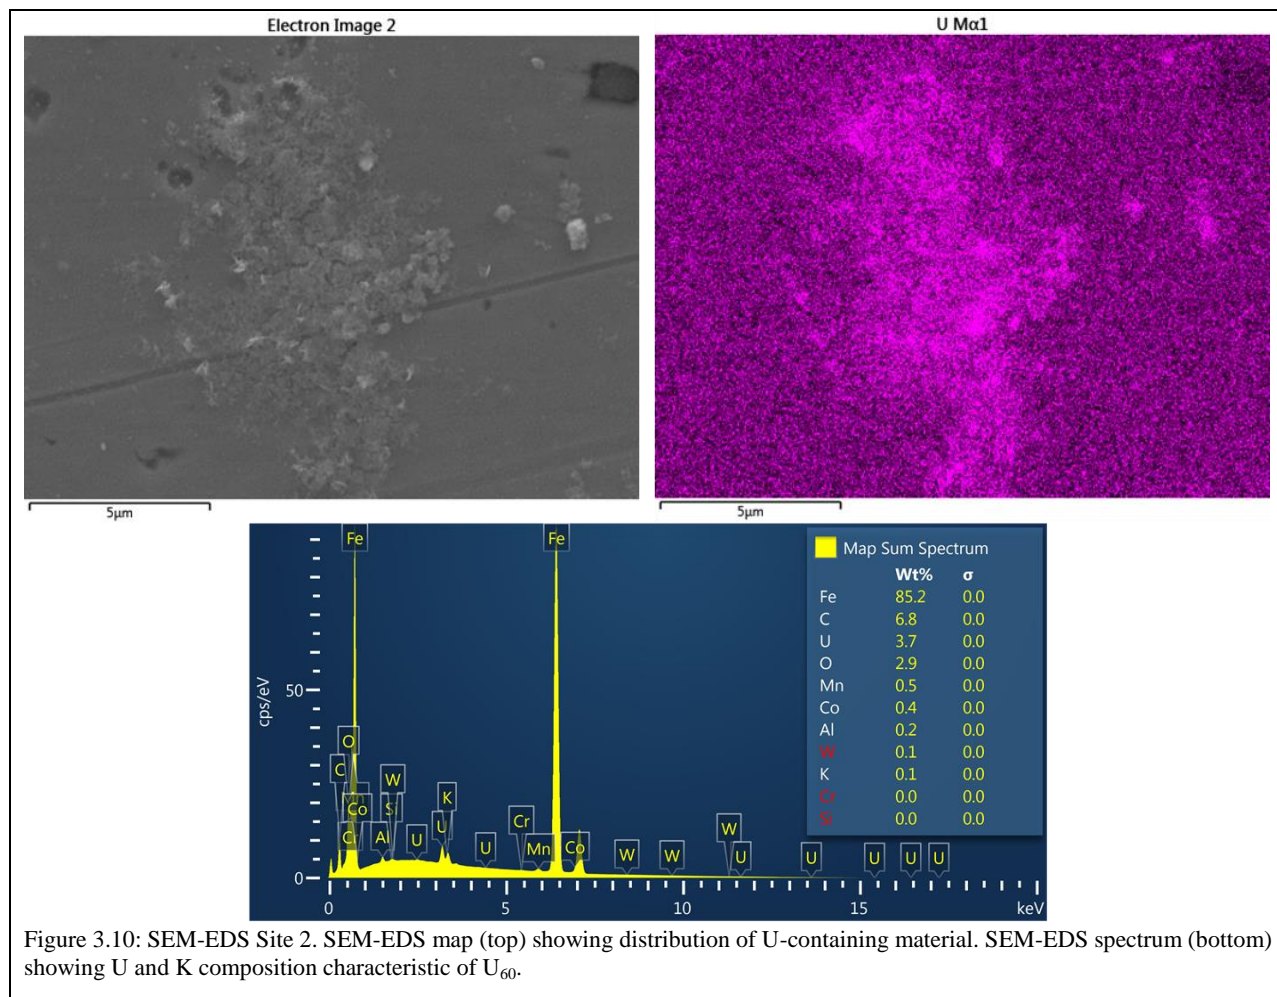 Electron Image 2
U Mα1
5μm
5μm
Map Sum Spectrum
Wt% σ
Fe 85.2 0.0
C 6.8 0.0
U 3.7 0.0
O 2.9 0.0
Mn 0.5 0.0
Co 0.4 0.0
Al 0.2 0.0
W 0.1 0.0
K 0.1 0.0
Cr 0.0 0.0
Si 0.0 0.0
Fe Fe
cps/eV
50
O
C W
K
Co Si
U Cr
Cr Al U U Mn Co W W W U U U U U
0
0 5 10 15 keV
Figure 3.10: SEM-EDS Site 2. SEM-EDS map (top) showing distribution of U-containing material. SEM-EDS spectrum (bottom)
showing U and K composition characteristic of U60.